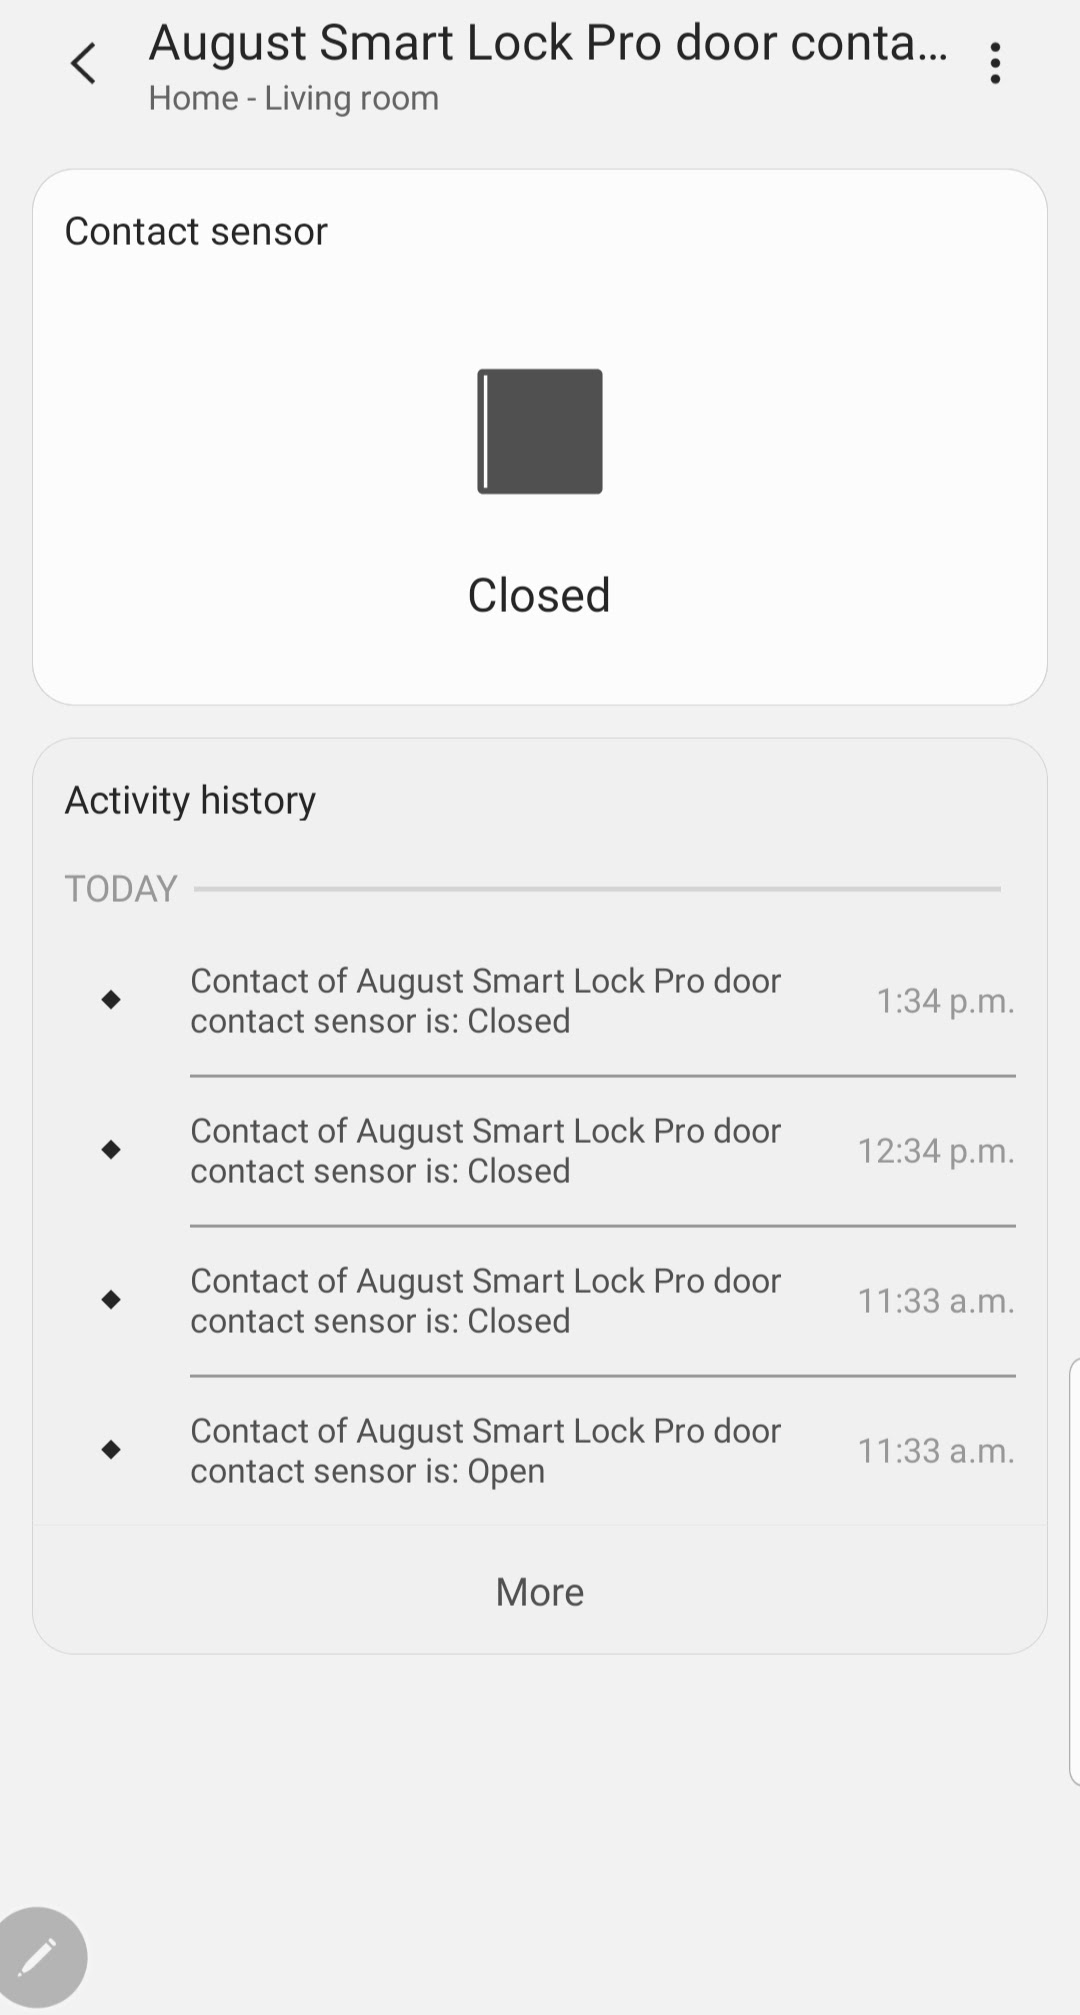 August Smart Lock Pro door conta...
Home - Living room
Contact sensor
Closed
Activity history
TODAY
Contact of August Smart Lock Pro door
contact sensor is: Closed
1:34 p.m.
Contact of August Smart Lock Pro door
contact sensor is: Closed
12:34 p.m.
Contact of August Smart Lock Pro door
contact sensor is: Closed
11:33 a.m.
Contact of August Smart Lock Pro door
contact sensor is: Open
11:33 a.m.
More